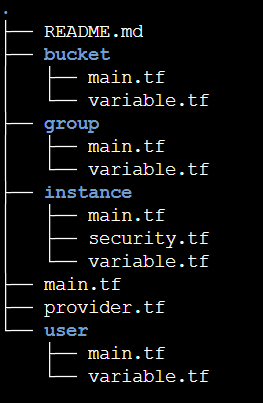 .
├── README.md
├── bucket
│   ├── main.tf
│   └── variable.tf
├── group
│   ├── main.tf
│   └── variable.tf
├── instance
│   ├── main.tf
│   ├── security.tf
│   └── variable.tf
├── main.tf
├── provider.tf
└── user
    ├── main.tf
    └── variable.tf